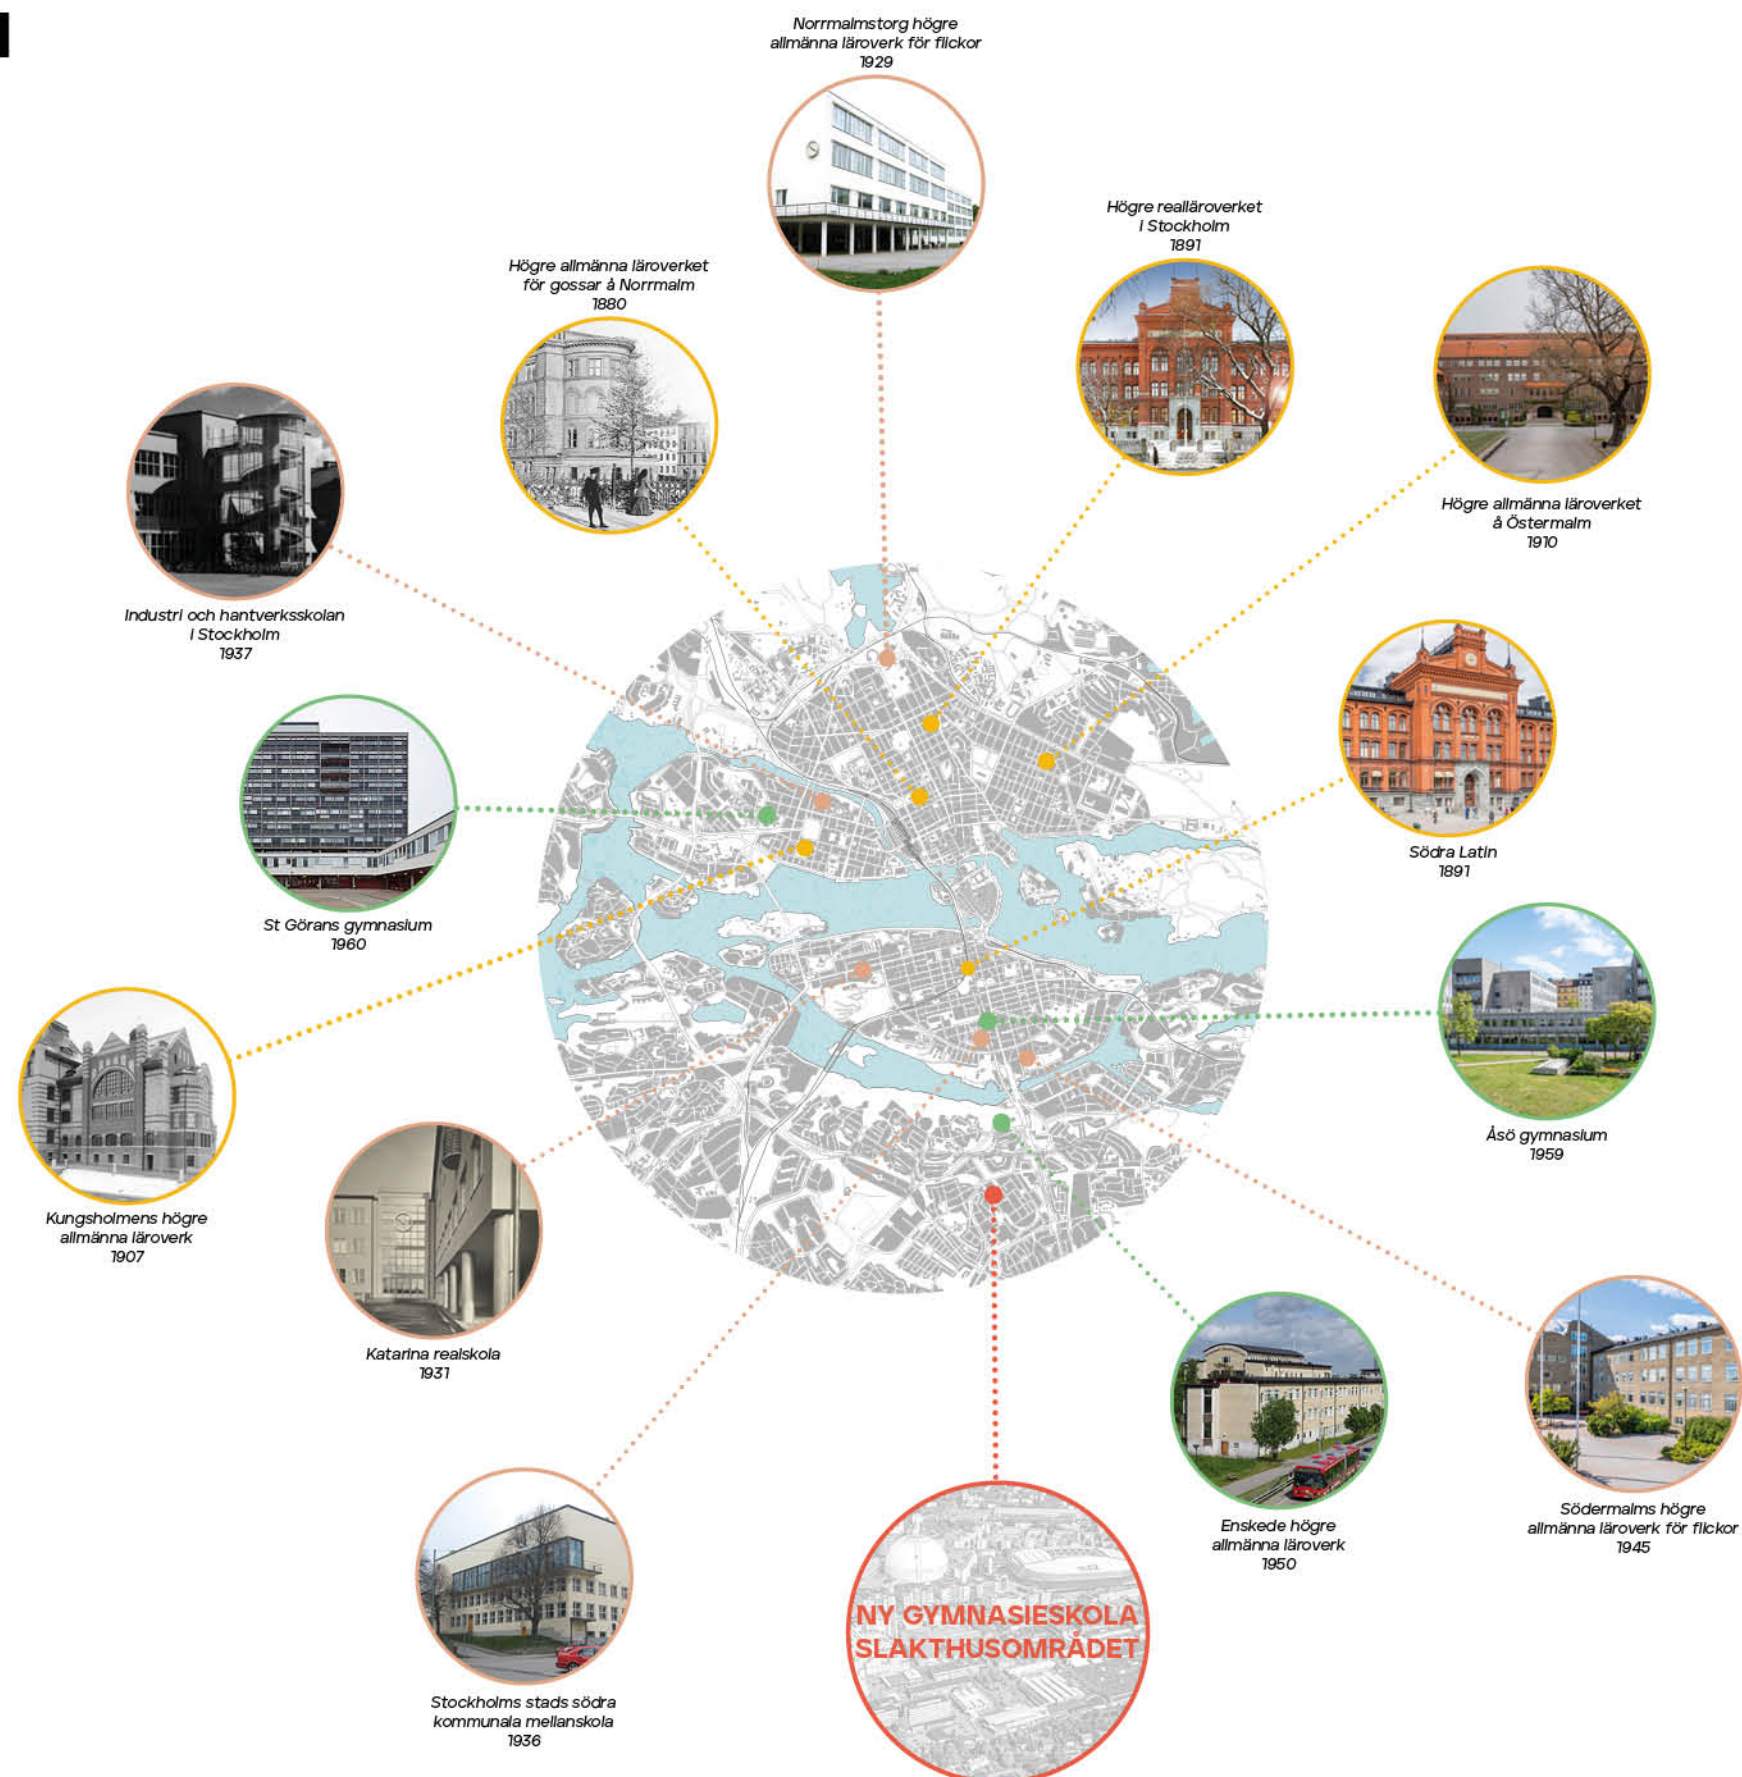 Norrmalmstorg högre
allmänna läroverk för flickor
1929
Högre realläroverket
i Stockholm
1891
Högre allmänna läroverket
för gossar å Norrmalm
1880
Högre allmänna läroverket
å Östermalm
1910
Industri och hantverksskolan
i Stockholm
1937
Södra Latin
1891
St Görans gymnasium
1960
Åsö gymnasium
1959
Kungsholmens högre
allmänna läroverk
1907
Katarina realskola
1931
Enskede högre
allmänna läroverk
1950
Södermalms högre
allmänna läroverk för flickor
1945
NY GYMNASIESKOLA
SLAKTHUSOMRÅDET
Stockholms stads södra
kommunala mellanskola
1936